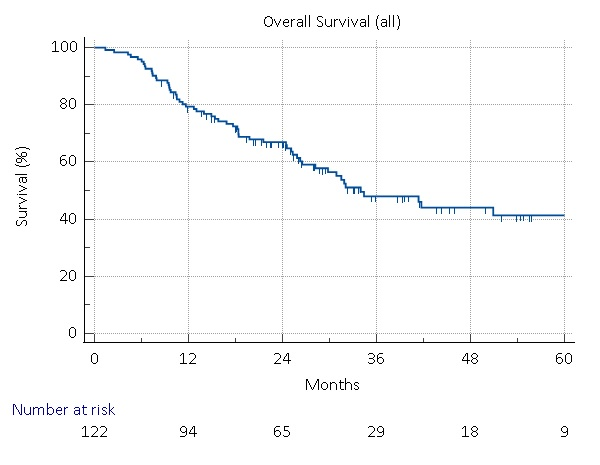 Overall Survival (all)
100
80
60
40
20
0
Survival (%)
0 12 24 36 48 60
Months
Number at risk
122 94 65 29 18 9